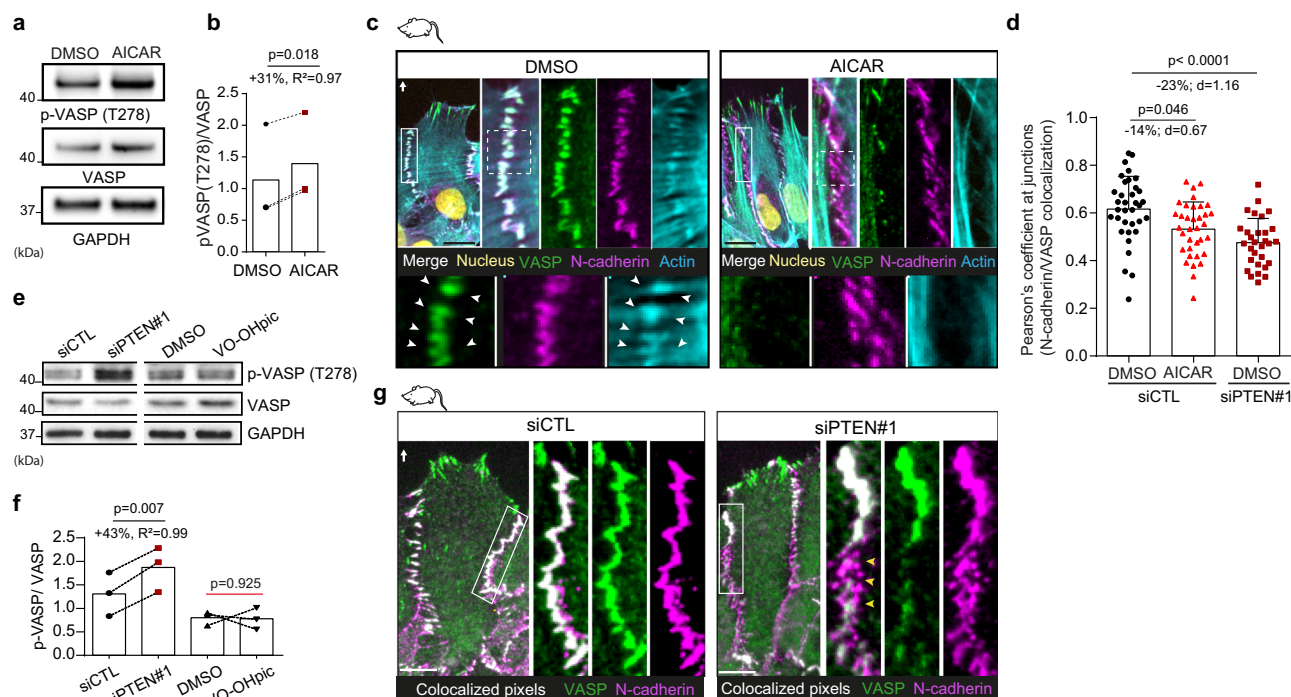 a
DMSO AICAR
40
p-VASP (T278)
40
VASP
37
GAPDH
(kDa)
b
p=0.018
+31%, R²=0.97
pVASP(T278)/VASP
2.5
2.0
1.5
1.0
0.5
0.0
DMSO
AICAR
c
DMSO
Merge Nucleus VASP N-cadherin Actin
AICAR
Merge Nucleus VASP N-cadherin Actin
d
p< 0.0001
-23%; d=1.16
p=0.046
-14%; d=0.67
Pearson's coefficient at junctions
(N-cadherin/VASP colocalization)
1.0
0.8
0.6
0.4
0.2
0.0
DMSO AICAR DMSO
siCTL siPTEN#1
e
siCTL siPTEN#1 DMSO VO-OHpic
40
p-VASP (T278)
40
VASP
37
GAPDH
(kDa)
f
p=0.007
+43%, R²=0.99
p=0.925
p-VASP/ VASP
2.5
2.0
1.5
1.0
0.5
0.0
siCTL
DMSO
g
siCTL
Colocalized pixels VASP N-cadherin
siPTEN#1
Colocalized pixels VASP N-cadherin